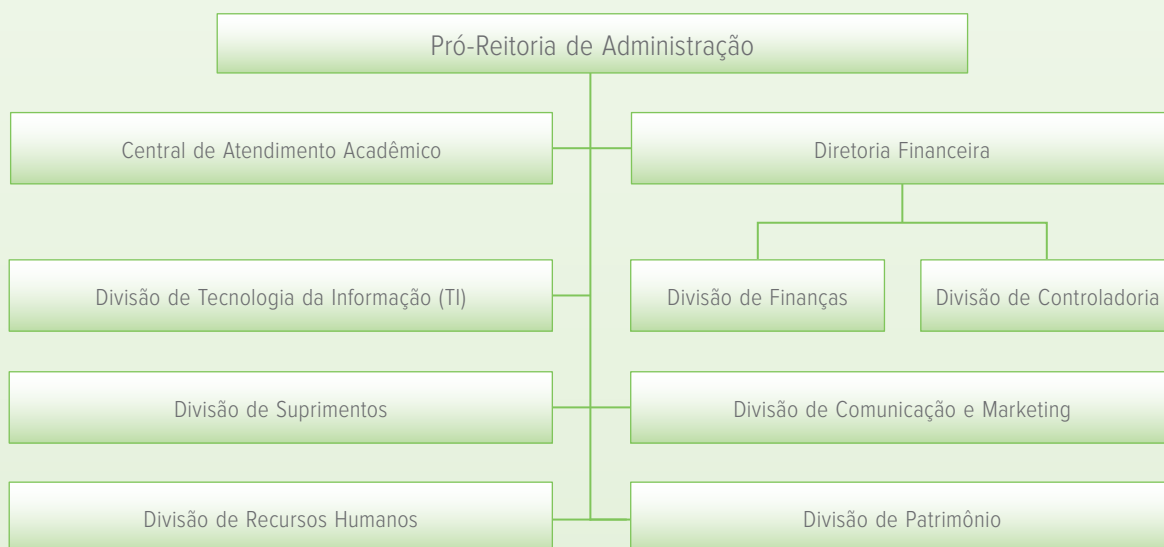 Pró-Reitoria de Administração
Central de Atendimento Acadêmico
Diretoria Financeira
Divisão de Tecnologia da Informação (TI)
Divisão de Finanças
Divisão de Controladoria
Divisão de Suprimentos
Divisão de Comunicação e Marketing
Divisão de Recursos Humanos
Divisão de Patrimônio